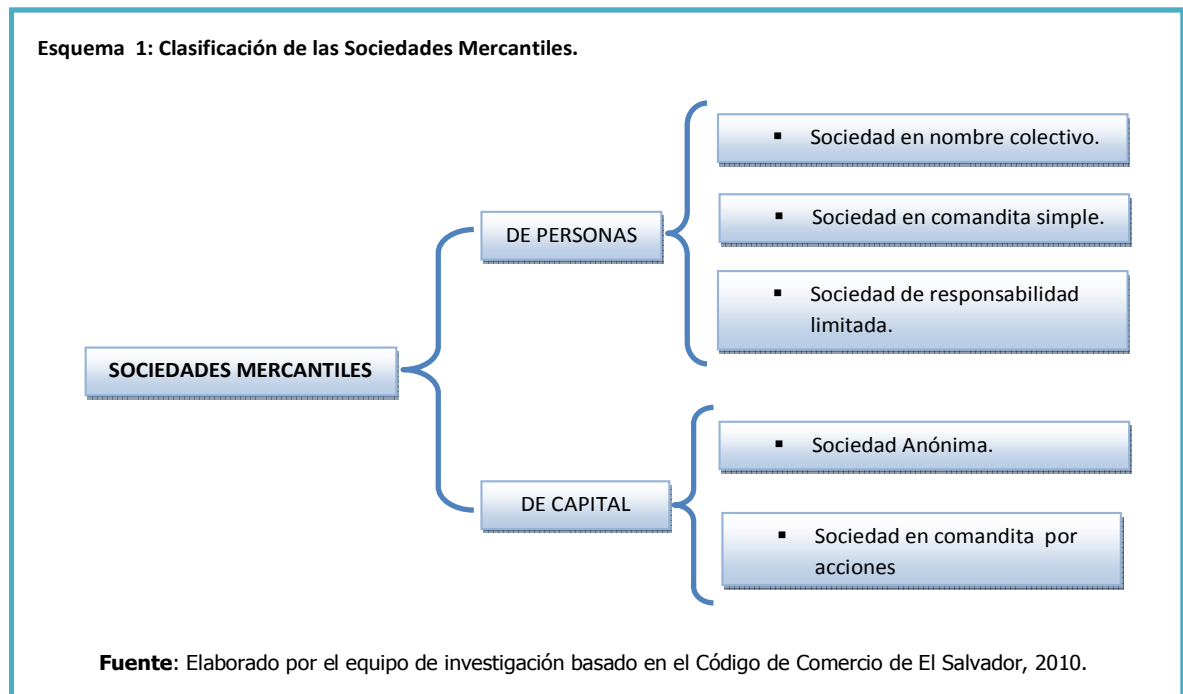 Esquema 1: Clasificación de las Sociedades Mercantiles.
SOCIEDADES MERCANTILES
DE PERSONAS
▪ Sociedad en nombre colectivo.
▪ Sociedad en comandita simple.
▪ Sociedad de responsabilidad
limitada.
DE CAPITAL
▪ Sociedad Anónima.
▪ Sociedad en comandita por
acciones
Fuente: Elaborado por el equipo de investigación basado en el Código de Comercio de El Salvador, 2010.